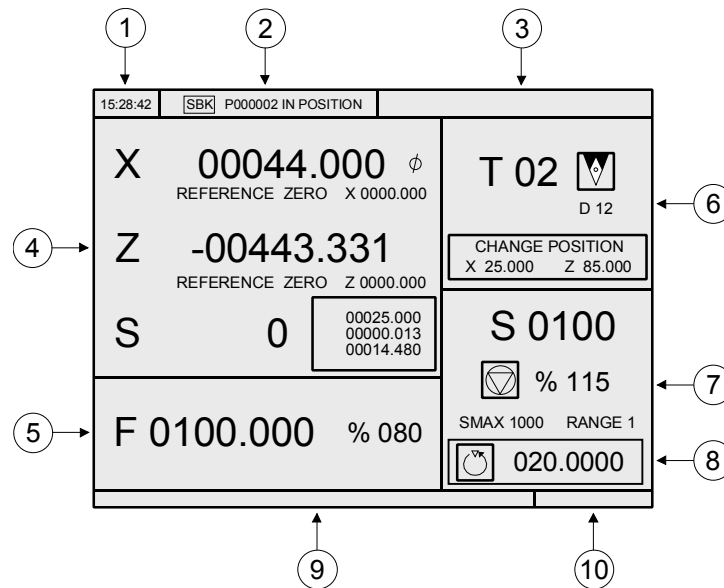 1
2
3
15:28:42
SBK P000002 IN POSITION
X 00044.000 ⌀
REFERENCE ZERO X 0000.000
Z -00443.331
REFERENCE ZERO Z 0000.000
S 0
00025.000
00000.013
00014.480
4
F 0100.000 % 080
5
T 02
D 12
CHANGE POSITION
X 25.000 Z 85.000
6
S 0100
% 115
SMAX 1000 RANGE 1
7
020.0000
8
9
10